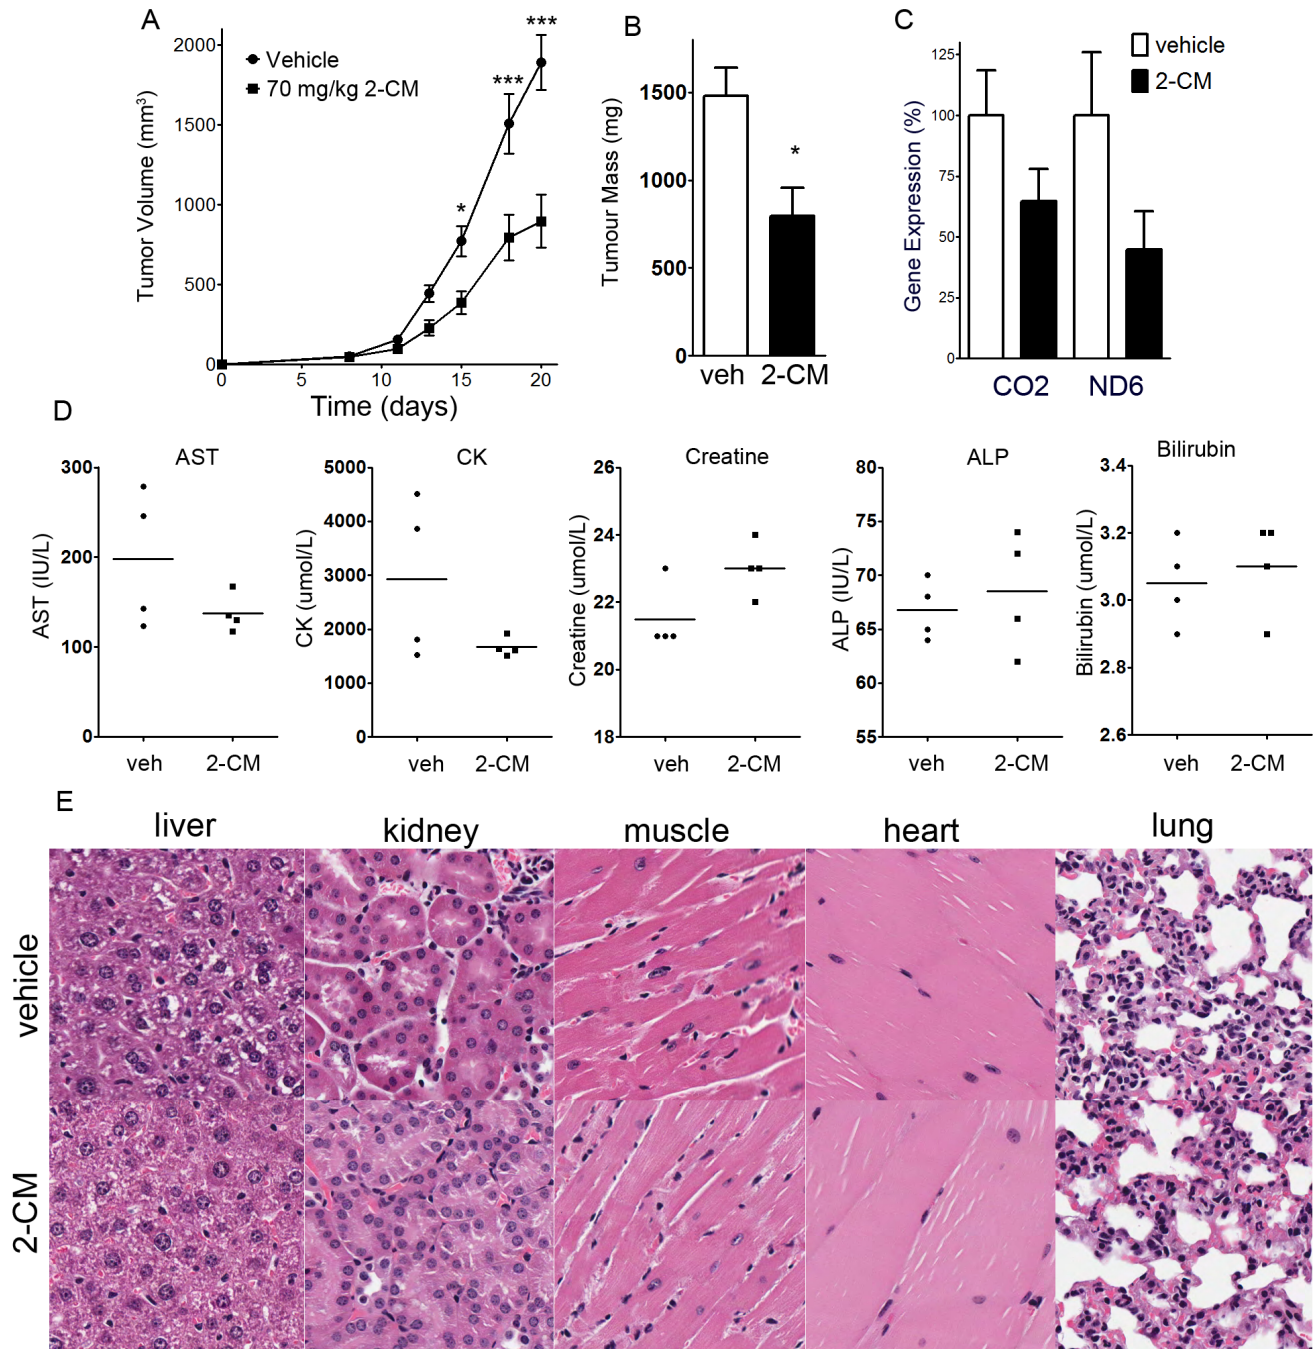 A
Tumor Volume (mm³)
2000
1500
1000
500
0
Vehicle
70 mg/kg 2-CM
*
***
***
0 5 10 15 20
Time (days)
B
Tumour Mass (mg)
1500
1000
500
0
*
veh 2-CM
C
Gene Expression (%)
125
100
75
50
25
0
vehicle
2-CM
CO2 ND6
D
AST
AST (IU/L)
300
200
100
0
veh 2-CM
CK
CK (umol/L)
5000
4000
3000
2000
1000
0
veh 2-CM
Creatine
Creatine (umol/L)
26
24
22
20
18
veh 2-CM
ALP
ALP (IU/L)
80
75
70
65
60
55
veh 2-CM
Bilirubin
Bilirubin (umol/L)
3.4
3.2
3.0
2.8
2.6
veh 2-CM
E
liver kidney muscle heart lung
vehicle
2-CM